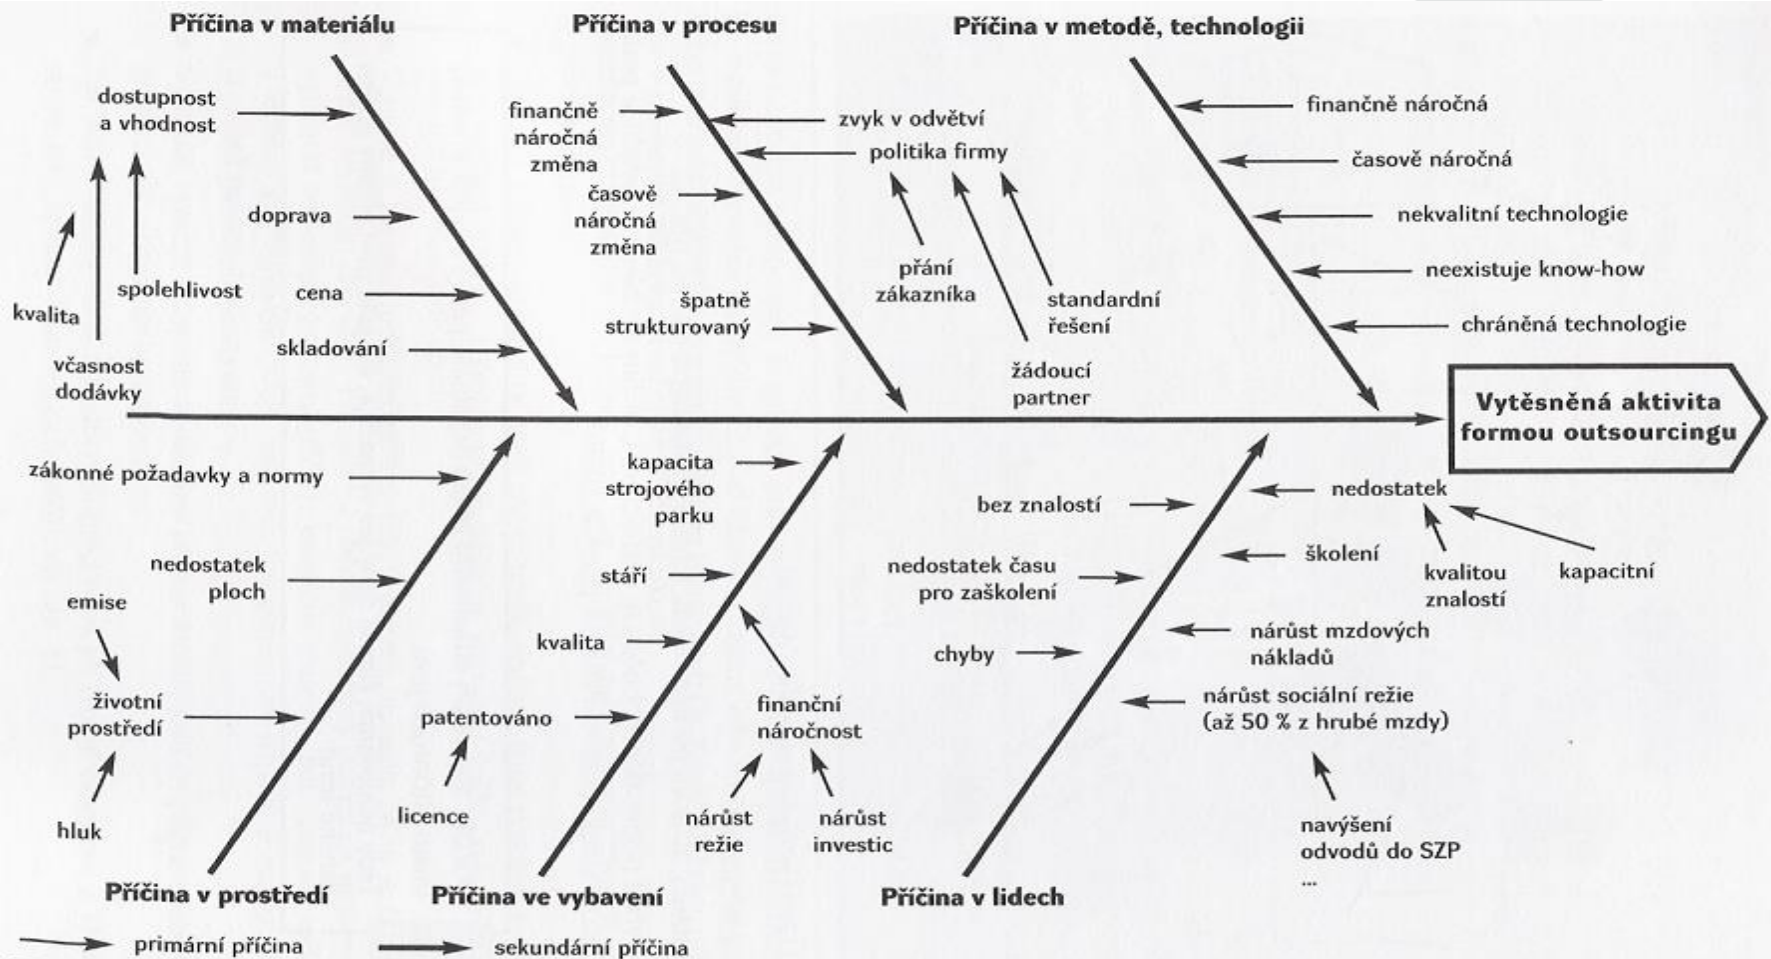 Příčina v materiálu
Příčina v procesu
Příčina v metodě, technologii
dostupnost
a vhodnost
doprava
cena
skladování
kvalita
spolehlivost
včasnost
dodávky
finančně
náročná
změna
časově
náročná
změna
špatně
strukturovaný
zvyk v odvětví
politika firmy
přání
zákazníka
standardní
řešení
žádoucí
partner
finančně náročná
časově náročná
nekvalitní technologie
neexistuje know-how
chráněná technologie
Vytěsněná aktivita
formou outsourcingu
zákonné požadavky a normy
nedostatek
ploch
emise
životní
prostředí
hluk
kapacita
strojového
parku
stáří
kvalita
patentováno
licence
finanční
náročnost
nárůst
režie
nárůst
investic
bez znalostí
nedostatek času
pro zaškolení
chyby
nedostatek
školení
kvalitou
znalostí
kapacitní
nárůst mzdových
nákladů
nárůst sociální režie
(až 50 % z hrubé mzdy)
navýšení
odvodů do SZP
...
Příčina v prostředí
Příčina ve vybavení
Příčina v lidech
primární příčina
sekundární příčina